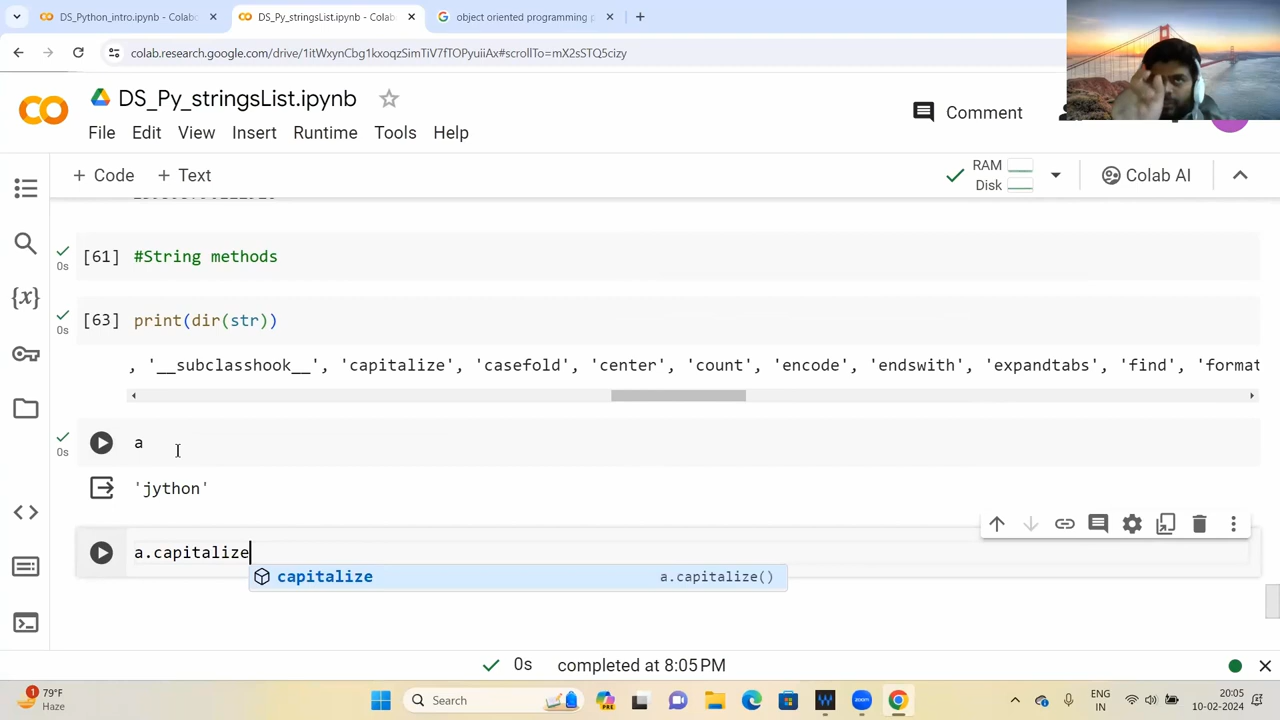 DS_Python_intro.ipynb - Colab
DS_Py_stringsList.ipynb - Colab
object oriented programming p
colab.research.google.com/drive/1itWxynCbg1kxoqzSimTiV7fTOPyuiiAx#scrollTo=mX2sSTQ5cizy
DS_Py_stringsList.ipynb
Comment
File Edit View Insert Runtime Tools Help
+ Code + Text
RAM
Disk
Colab AI
0s
[61] #String methods
0s
[63] print(dir(str))
, '__subclasshook__', 'capitalize', 'casefold', 'center', 'count', 'encode', 'endswith', 'expandtabs', 'find', 'format
0s
a
'jython'
a.capitalize
capitalize a.capitalize()
{x}
0s completed at 8:05 PM
1
79°F
Haze
Search
PRE
ENG
IN
20:05
10-02-2024